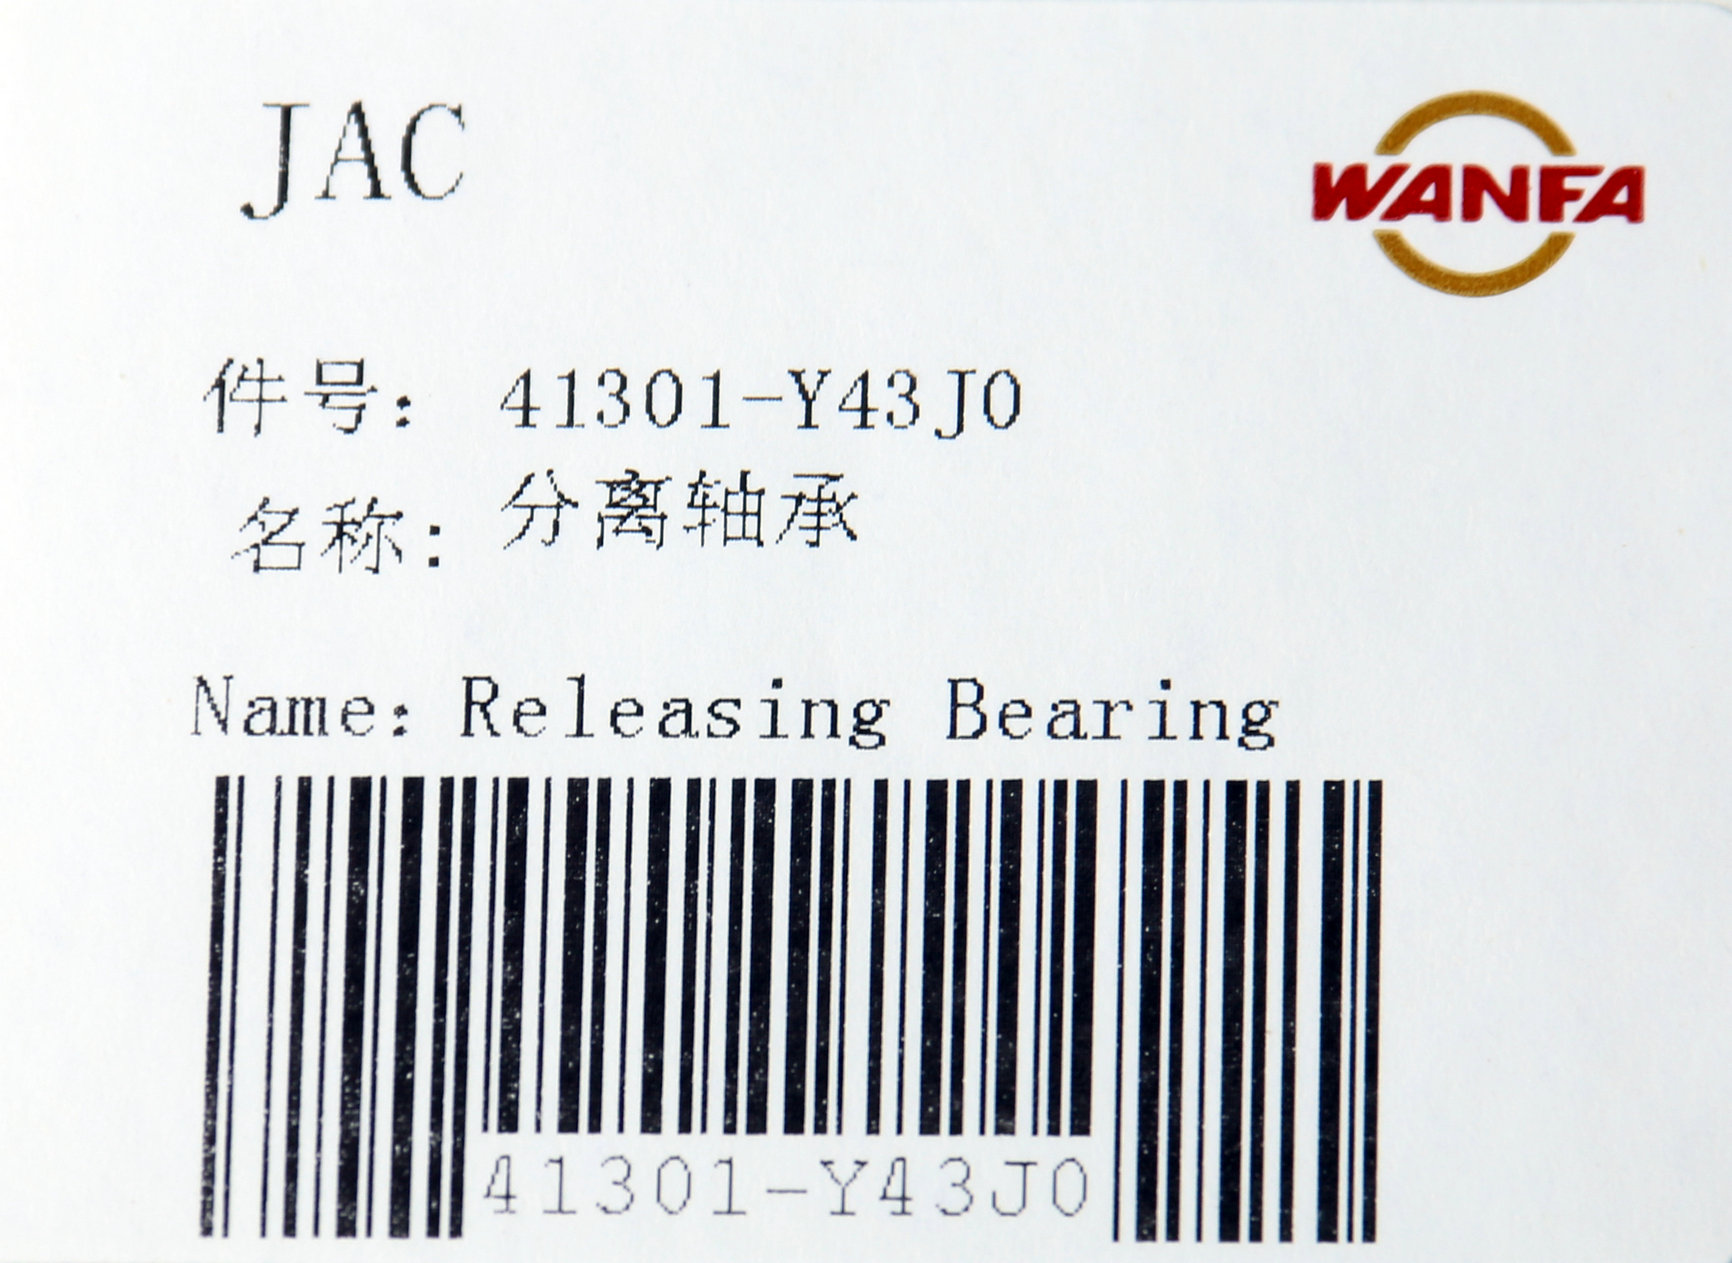 JAC
WANFA
件号： 41301-Y43J0
名称： 分离轴承
Name: Releasing Bearing
41301-Y43J0